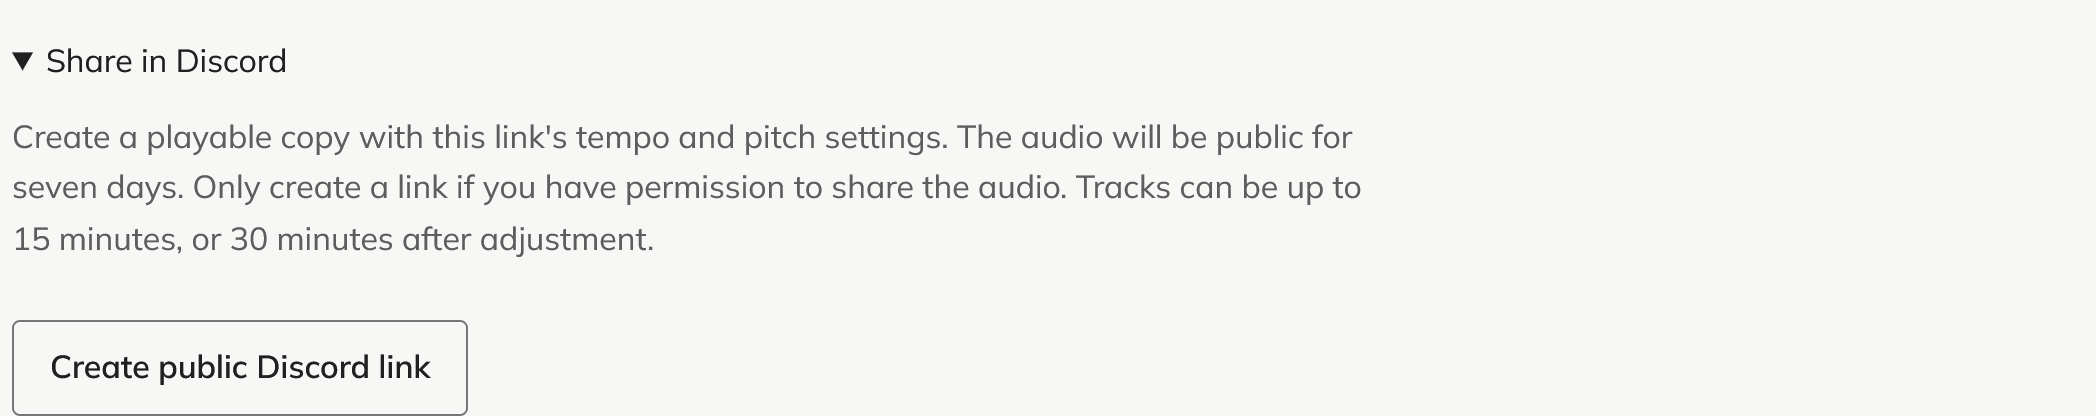 Share in Discord
Create a playable copy with this link's tempo and pitch settings. The audio will be public for
seven days. Only create a link if you have permission to share the audio. Tracks can be up to
15 minutes, or 30 minutes after adjustment.
Create public Discord link